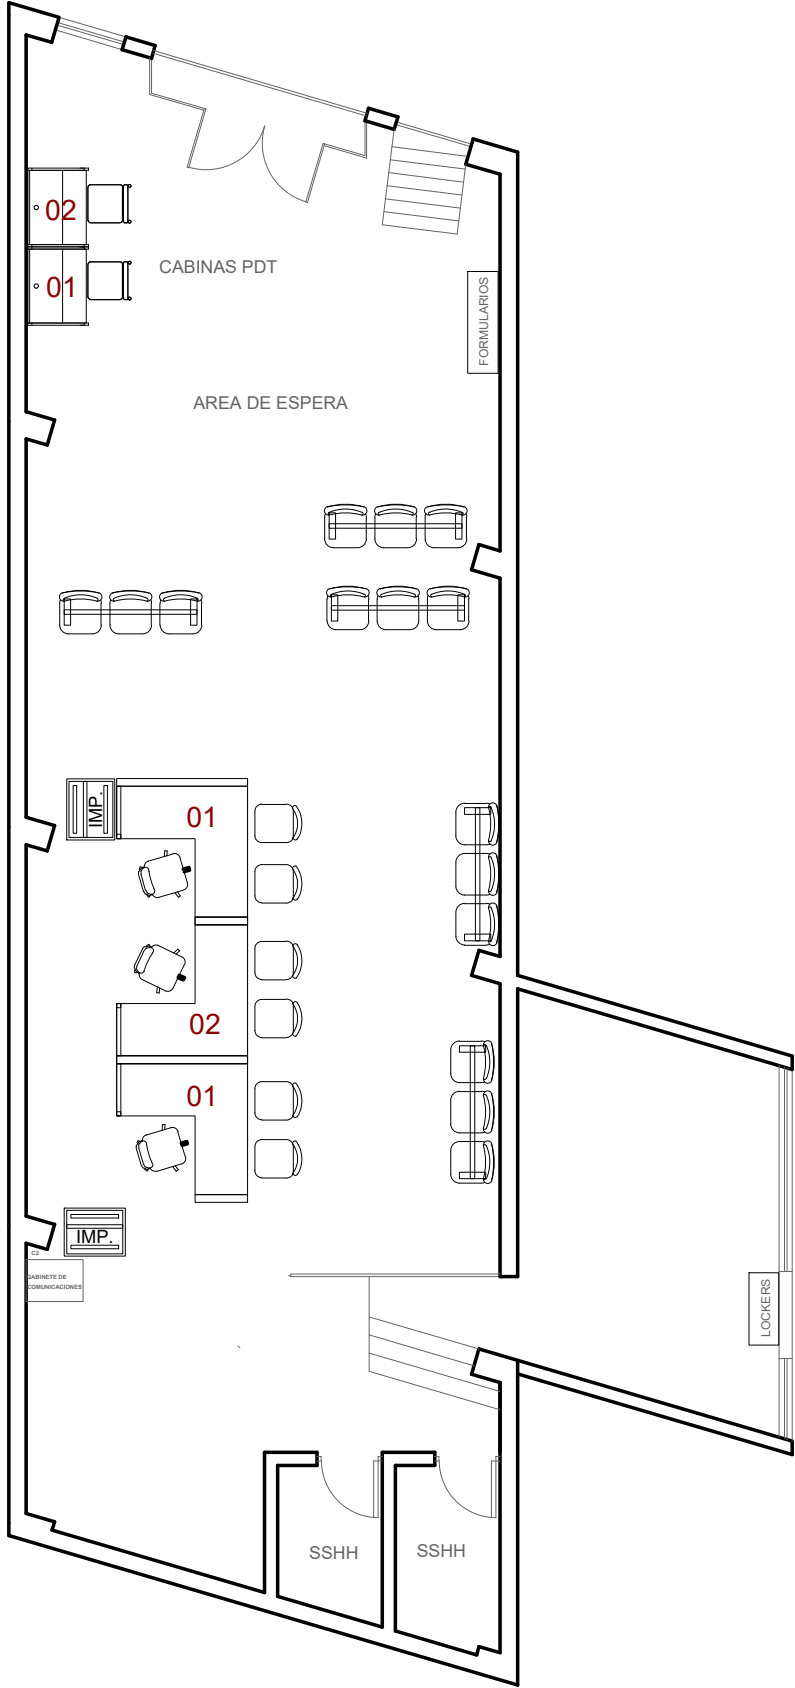 02
01
CABINAS PDT
FORMULARIOS
AREA DE ESPERA
IMP.
01
02
01
IMP.
C2
GABINETE DE
COMUNICACIONES
LOCKERS
SSHH
SSHH